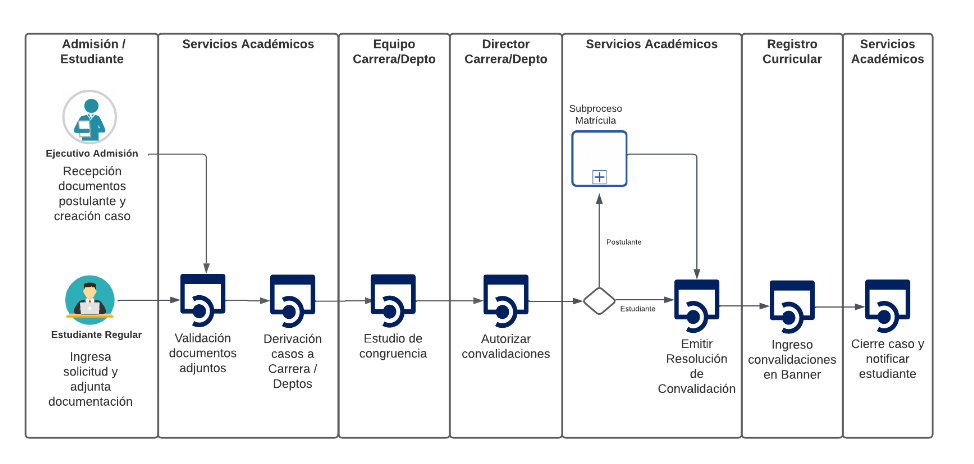 Admisión /
Estudiante
Servicios Académicos
Equipo
Carrera/Depto
Director
Carrera/Depto
Servicios Académicos
Registro
Curricular
Servicios
Académicos
Ejecutivo Admisión
Recepción
documentos
postulante y
creación caso
Estudiante Regular
Ingresa
solicitud y
adjunta
documentación
Validación
documentos
adjuntos
Derivación
casos a
Carrera /
Deptos
Estudio de
congruencia
Autorizar
convalidaciones
Subproceso
Matrícula
Postulante
Estudiante
Emitir
Resolución
de
Convalidación
Ingreso
convalidaciones
en Banner
Cierre caso y
notificar
estudiante